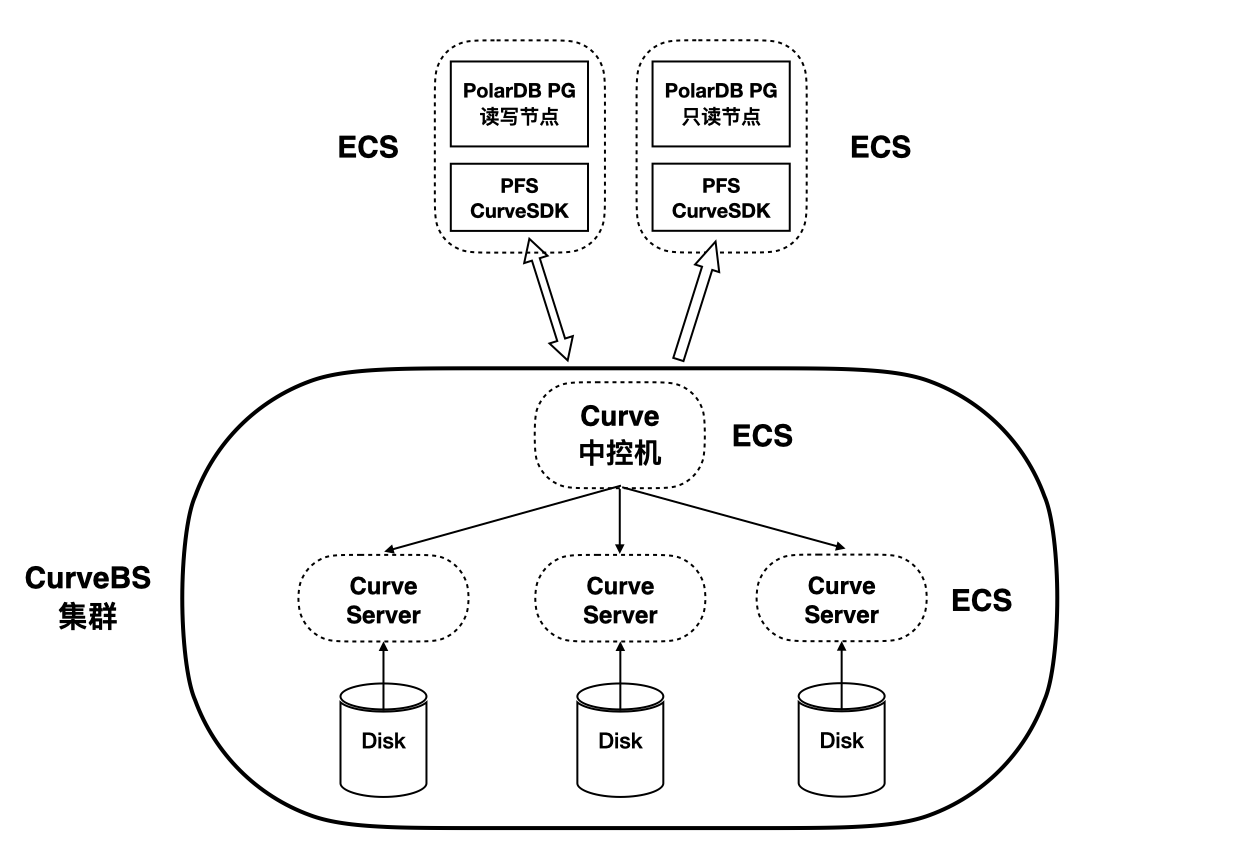 PolarDB PG
读写节点
PolarDB PG
只读节点
ECS
ECS
PFS
CurveSDK
PFS
CurveSDK
Curve
中控机
ECS
CurveBS
集群
Curve
Server
Curve
Server
Curve
Server
ECS
Disk
Disk
Disk